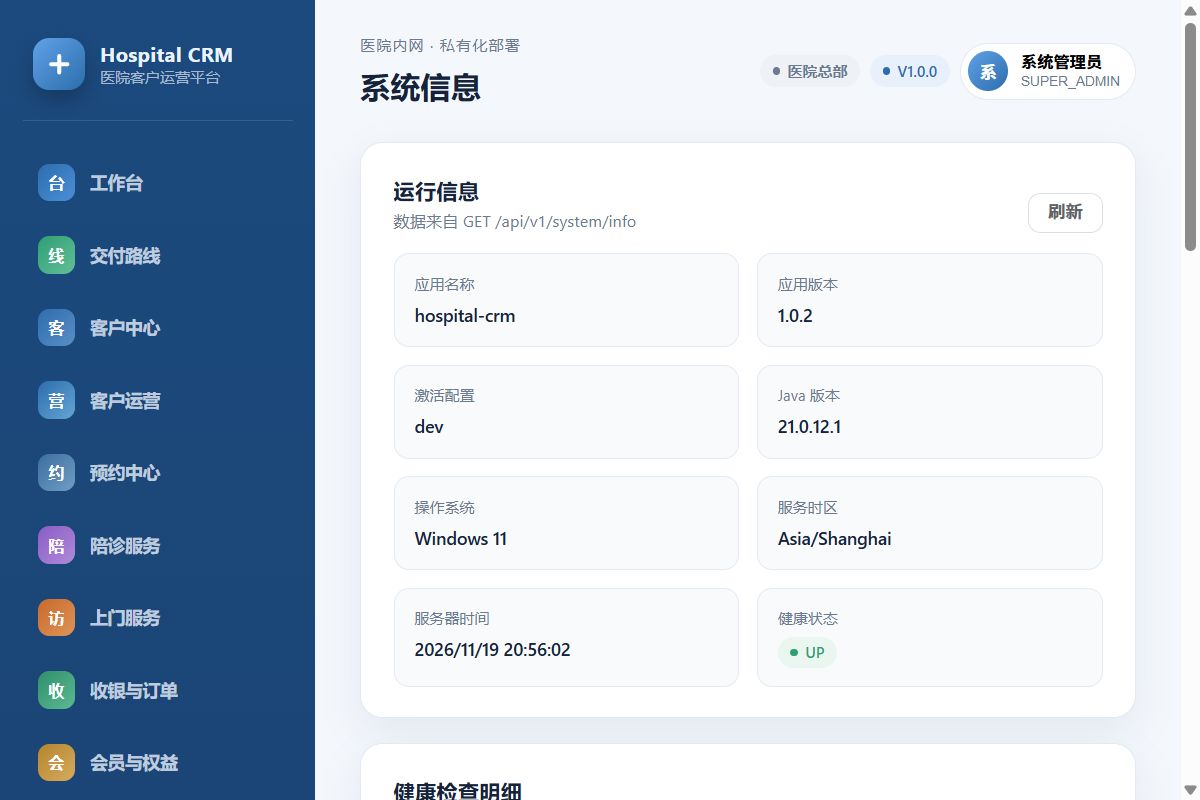 Hospital CRM
医院客户运营平台
台 工作台
线 交付路线
客 客户中心
营 客户运营
约 预约中心
陪 陪诊服务
访 上门服务
收 收银与订单
会 会员与权益
医院内网 · 私有化部署
系统信息
医院总部
V1.0.0
系
系统管理员
SUPER_ADMIN
运行信息
数据来自 GET /api/v1/system/info
刷新
应用名称
hospital-crm
应用版本
1.0.2
激活配置
dev
Java 版本
21.0.12.1
操作系统
Windows 11
服务时区
Asia/Shanghai
服务器时间
2026/11/19 20:56:02
健康状态
UP
健康检查明细